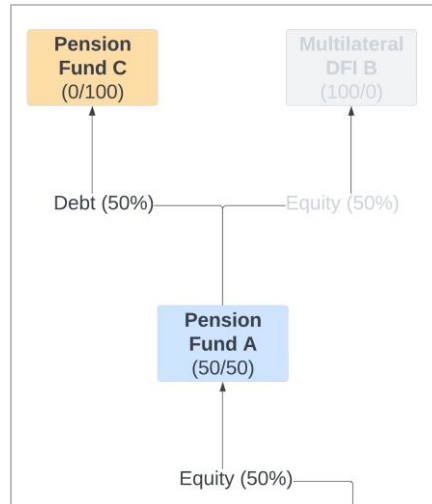 Pension
Fund C
(0/100)
Multilateral
DFI B
(100/0)
Debt (50%)
Equity (50%)
Pension
Fund A
(50/50)
Equity (50%)